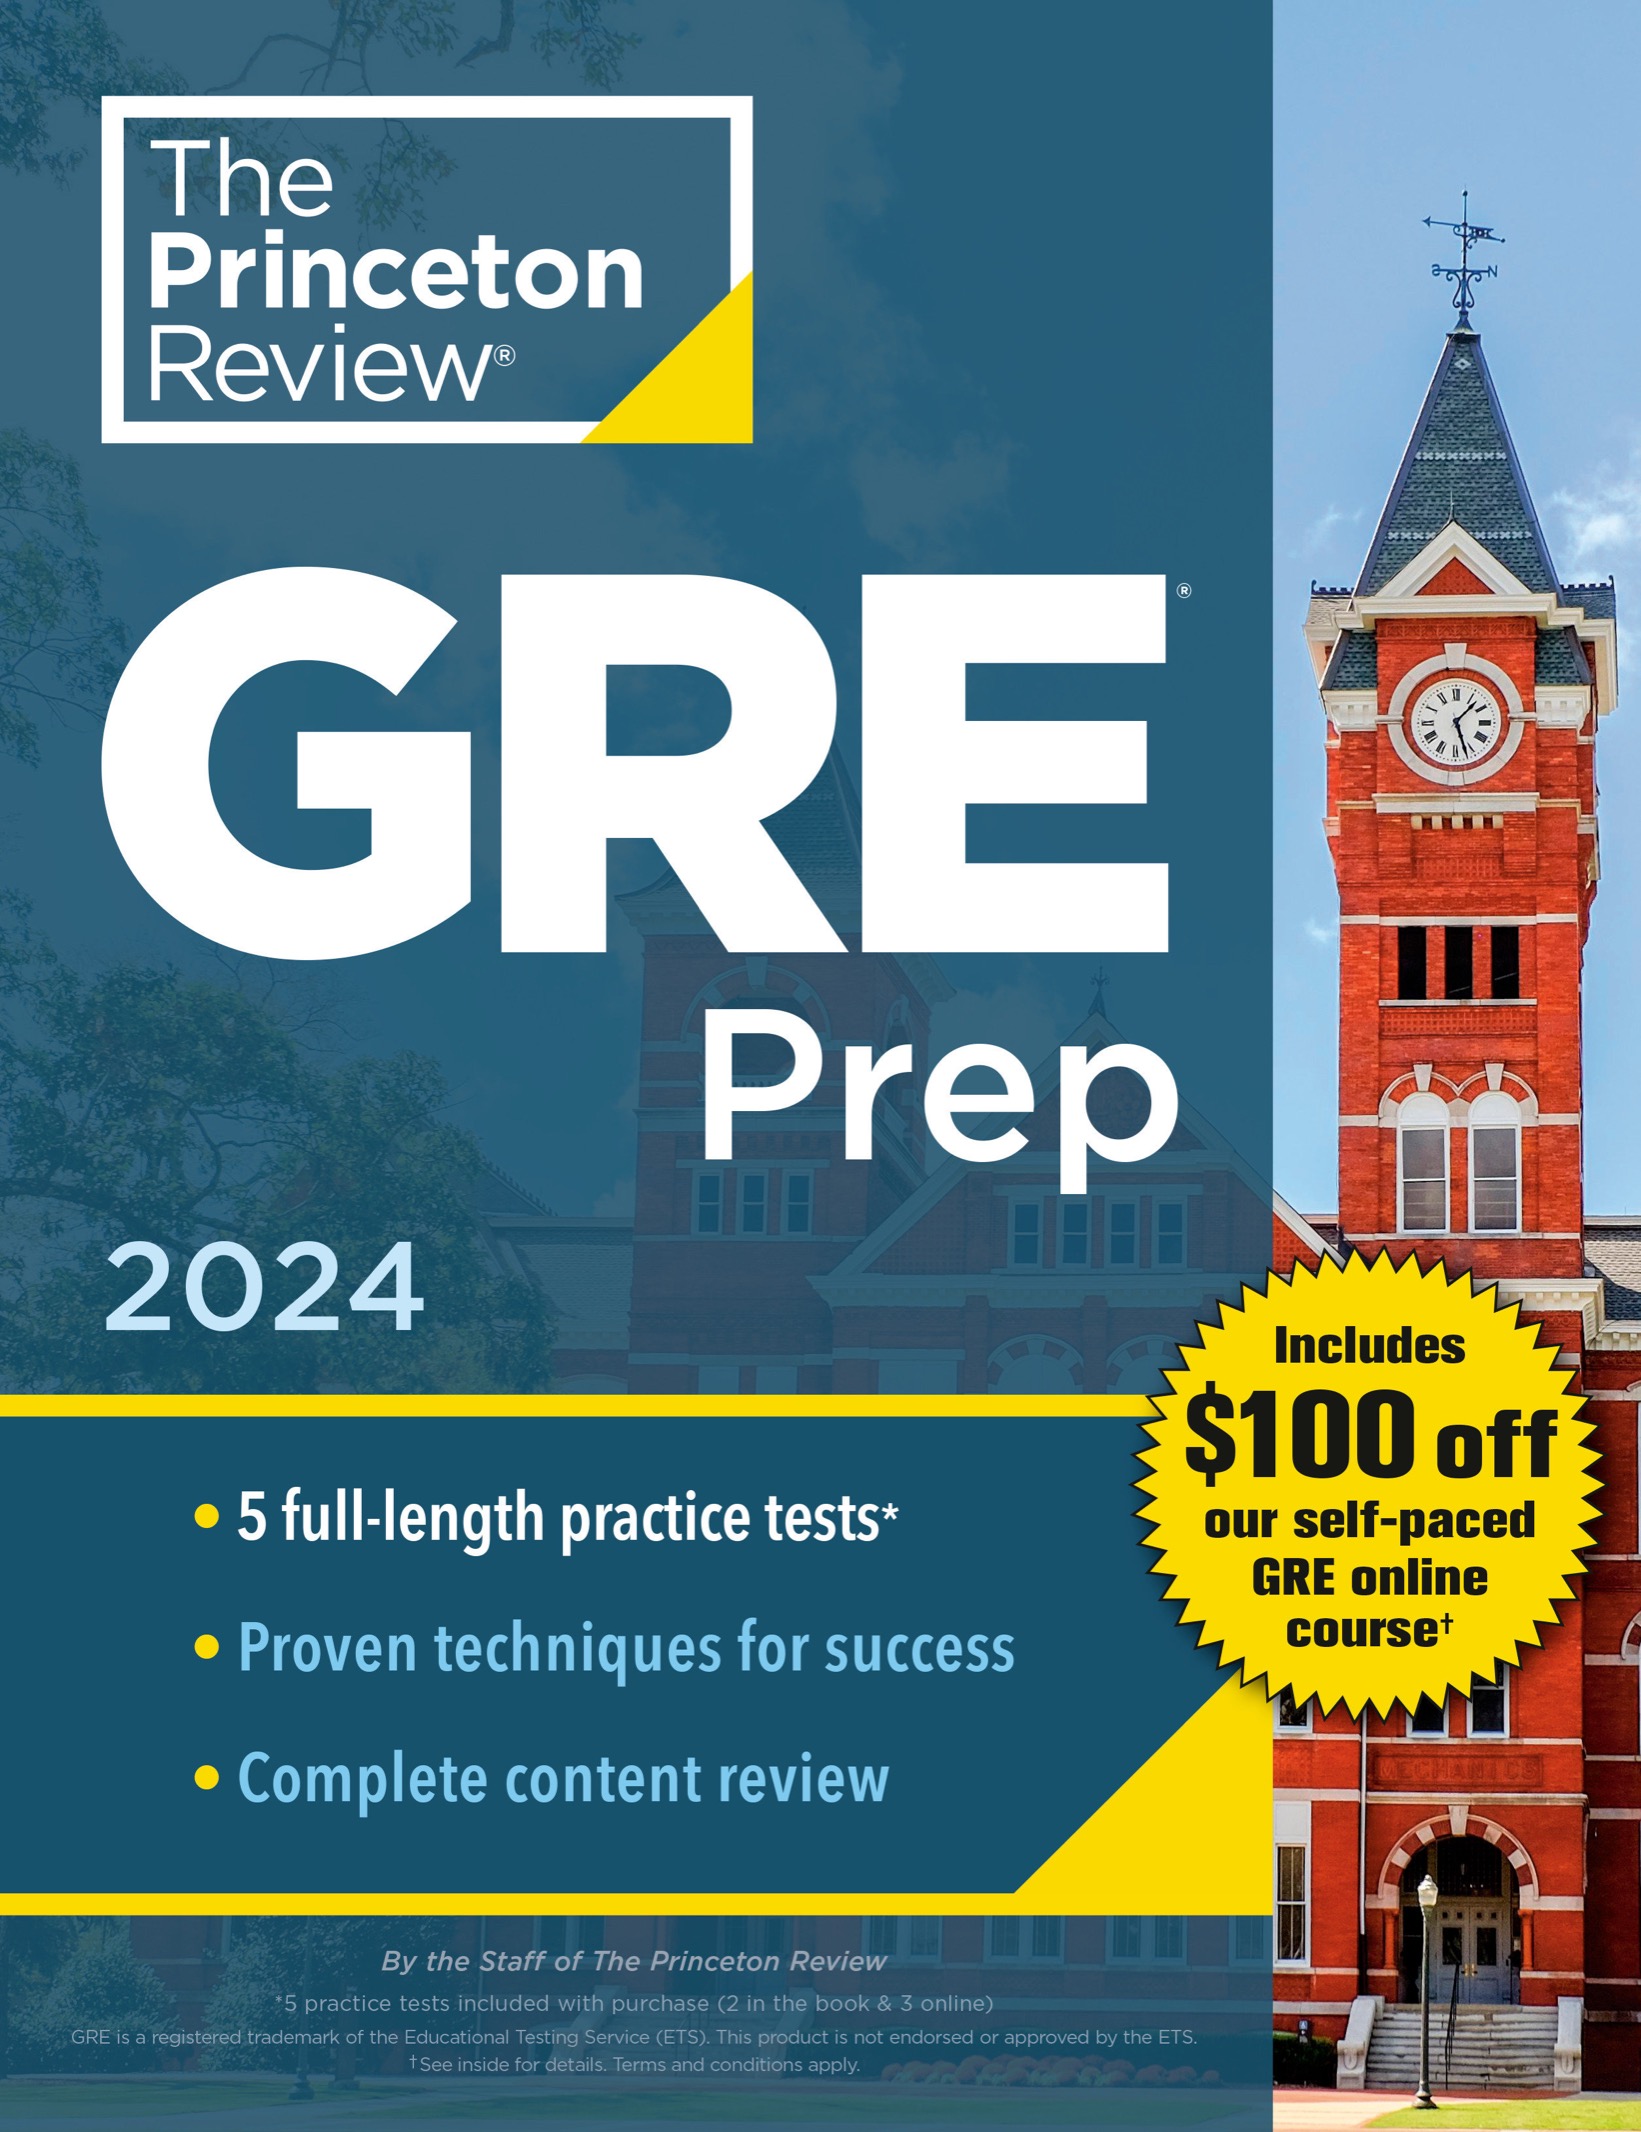 The
Princeton
Review®
GRE®
Prep
2024
Includes
$100 off
our self-paced
GRE online
course†
• 5 full-length practice tests*
• Proven techniques for success
• Complete content review
MECHANICS
By the Staff of The Princeton Review
*5 practice tests included with purchase (2 in the book & 3 online)
GRE is a registered trademark of the Educational Testing Service (ETS). This product is not endorsed or approved by the ETS.
†See inside for details. Terms and conditions apply.